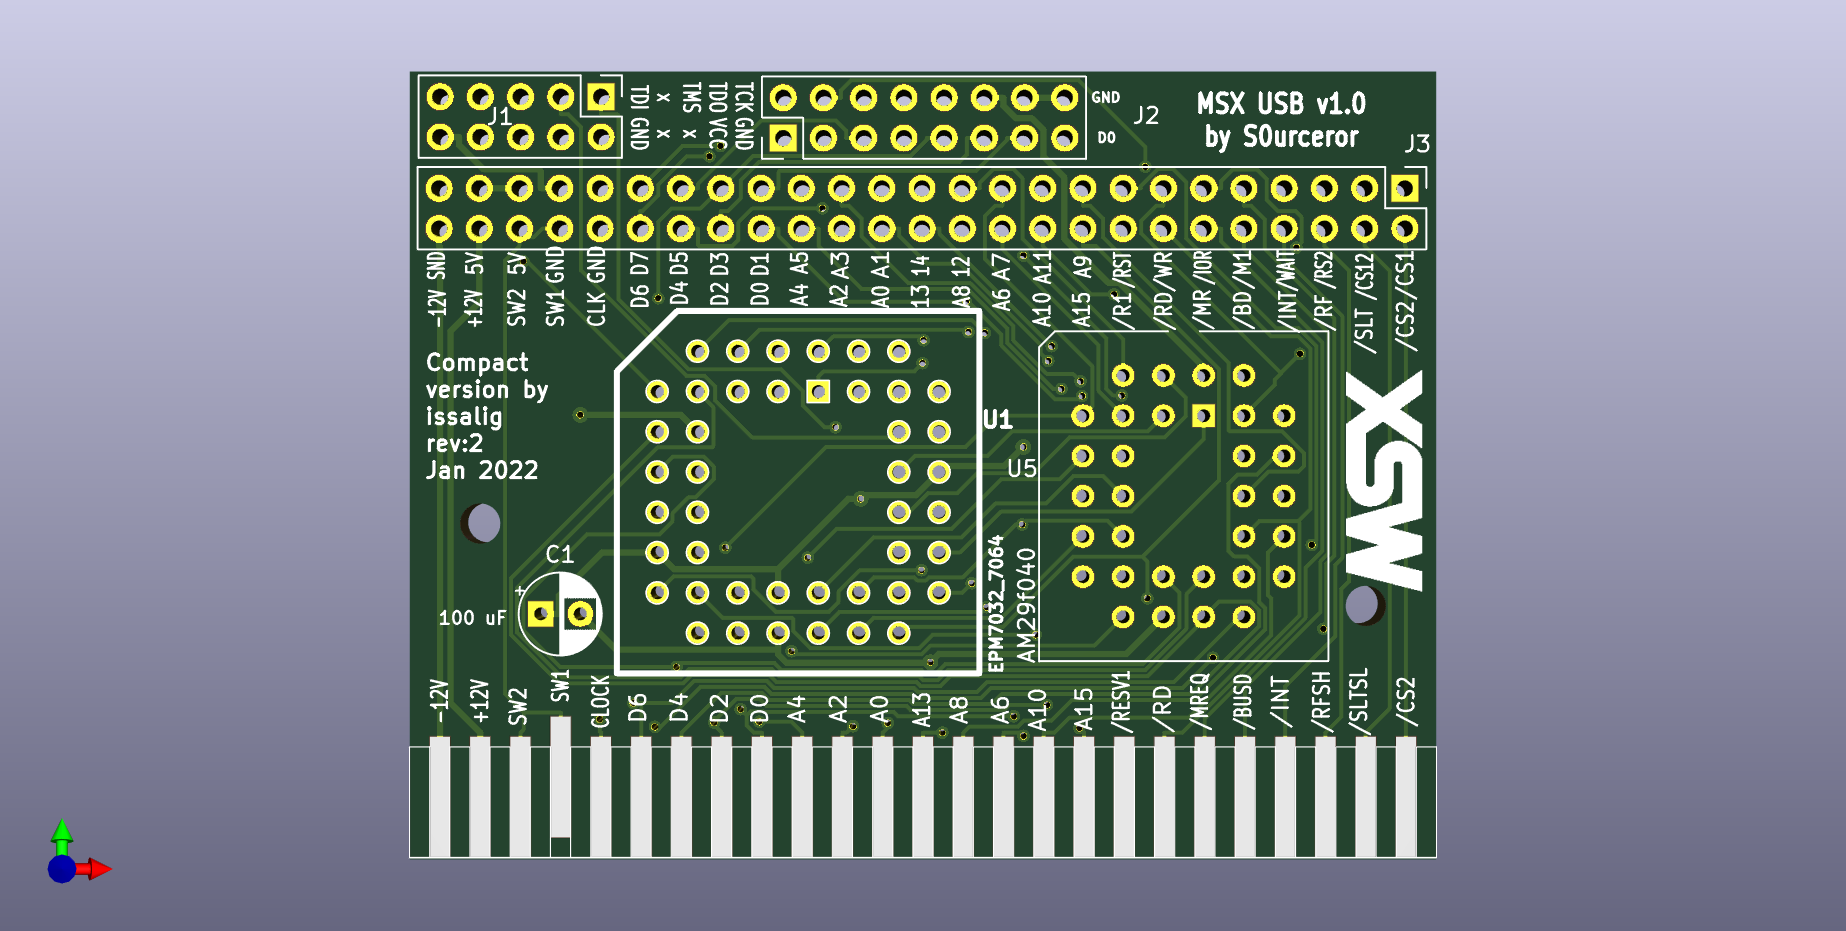 J1
TDI GND
x x
TMS x
TDO VCC
TCK GND
GND
D0
J2
MSX USB v1.0
by S0urceror
J3
-12V SND
+12V 5V
SW2 5V
SW1 GND
CLK GND
D6 D7
D4 D5
D2 D3
D0 D1
A4 A5
A2 A3
A0 A1
13 14
A8 12
A6 A7
A10 A11
A15 A9
/R1 /RST
/RD/WR
/MR /IOR
/BD/M1
/INT/WAIT
/RF /RS2
/SLT /CS12
/CS2/CS1
Compact
version by
issalig
rev:2
Jan 2022
U1
U5
MSX
C1
+
100 uF
EPM7032_7064
AM29f040
-12V
+12V
SW2
SW1
CLOCK
D6
D4
D2
D0
A4
A2
A0
A13
A8
A6
A10
A15
/RESV1
/RD
/MREQ
/BUSD
/INT
/RFSH
/SLTSL
/CS2